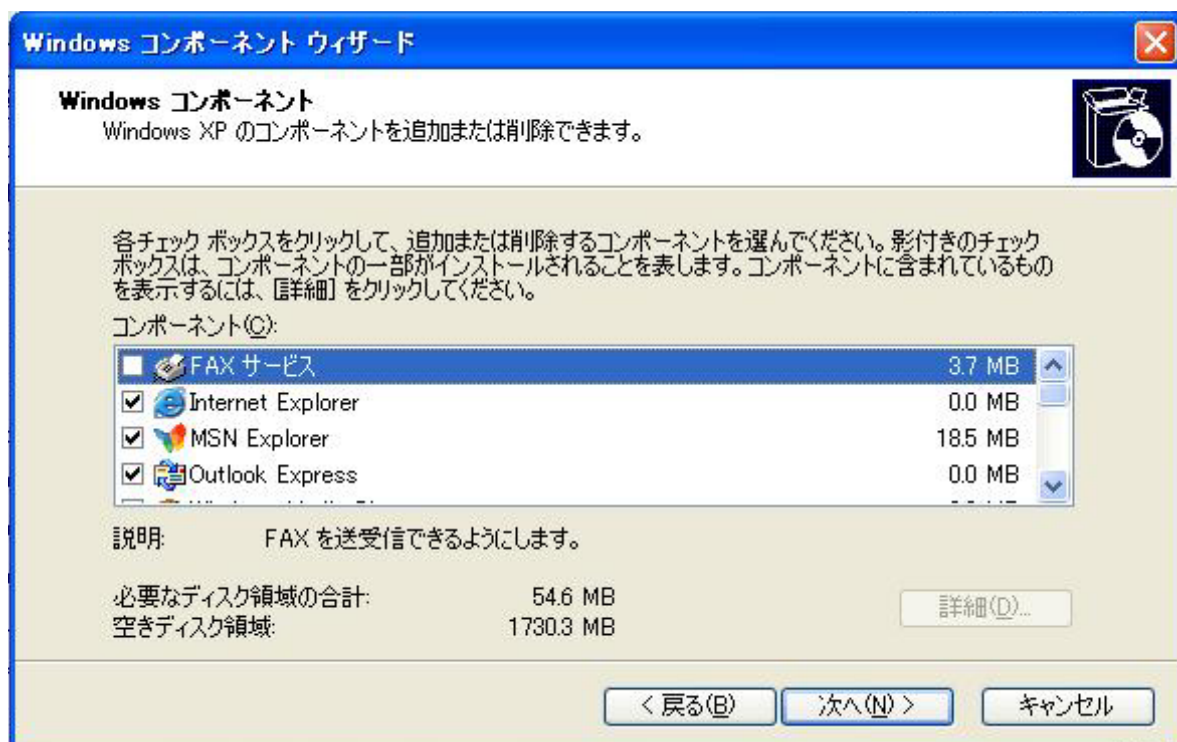 Windows コンポーネント ウィザード
Windows コンポーネント
Windows XP のコンポーネントを追加または削除できます。
各チェック ボックスをクリックして、追加または削除するコンポーネントを選んでください。影付きのチェック
ボックスは、コンポーネントの一部がインストールされることを表します。コンポーネントに含まれているもの
を表示するには、[詳細] をクリックしてください。
コンポーネント(C):
FAX サービス 3.7 MB
Internet Explorer 0.0 MB
MSN Explorer 18.5 MB
Outlook Express 0.0 MB
説明: FAX を送受信できるようにします。
必要なディスク領域の合計: 54.6 MB
空きディスク領域: 1730.3 MB
詳細(D)...
< 戻る(B)
次へ(N) >
キャンセル